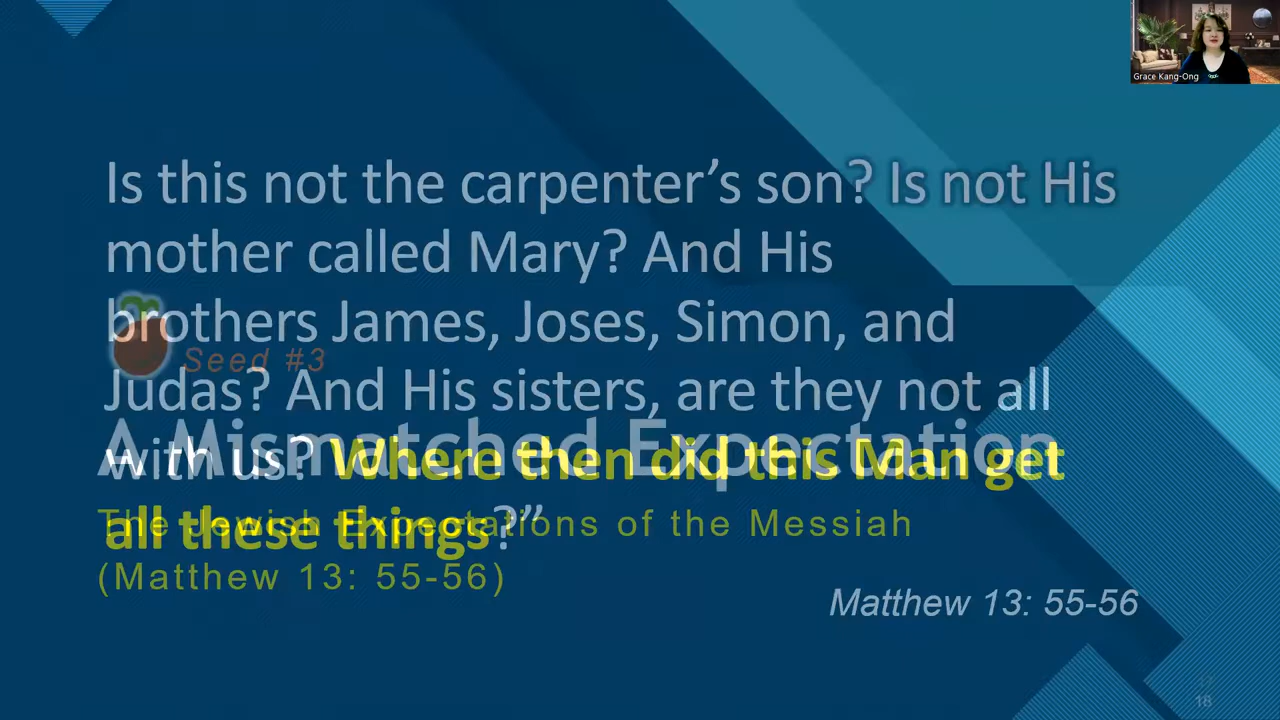 Grace Kang-Ong
Is this not the carpenter’s son? Is not His
mother called Mary? And His
brothers James, Joses, Simon, and
Judas? And His sisters, are they not all
with us? Where then did this Man get
all these things?”
Matthew 13: 55-56
Seed #3
A Mismatched Expectation
The Jewish Expectations of the Messiah
(Matthew 13: 55-56)
17
18